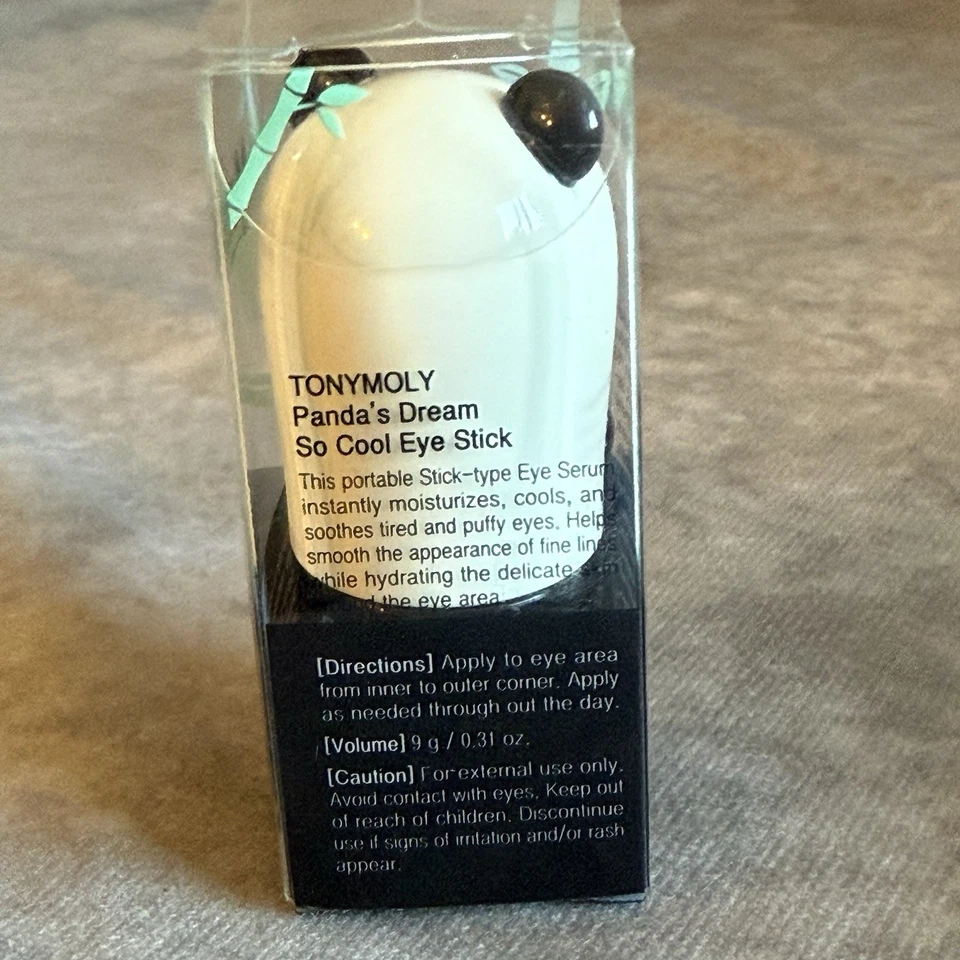 TONYMOLY
Panda's Dream
So Cool Eye Stick
This portable Stick-type Eye Serum
instantly moisturizes, cools, and
soothes tired and puffy eyes. Helps
smooth the appearance of fine lines
while hydrating the delicate skin
around the eye area.
[Directions] Apply to eye area
from inner to outer corner. Apply
as needed through out the day.
[Volume] 9 g / 0.31 oz.
[Caution] For external use only.
Avoid contact with eyes. Keep out
of reach of children. Discontinue
use if signs of irritation and/or rash
appear.